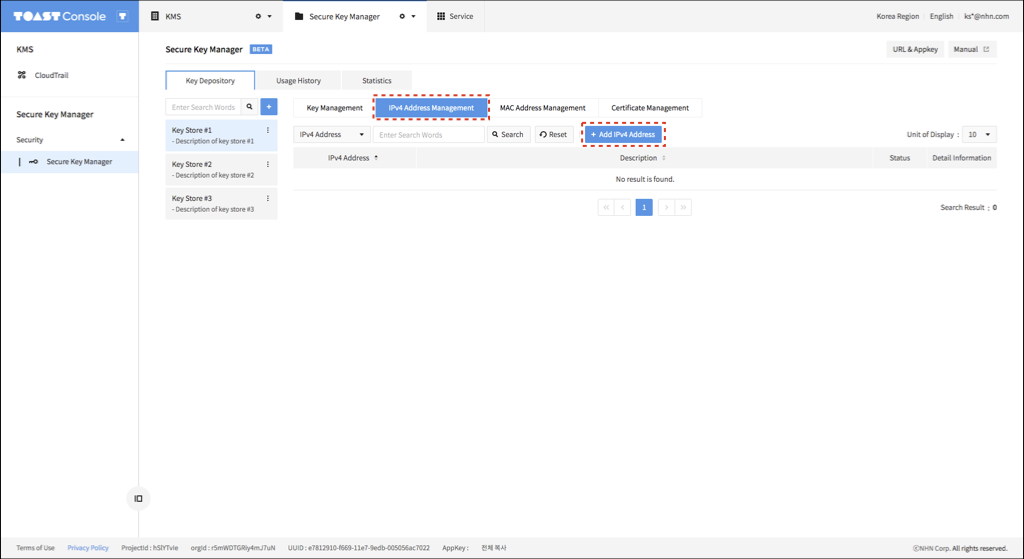 TOAST Console
KMS
Secure Key Manager
Service
Korea Region
English
ks*@nhn.com
KMS
CloudTrail
Secure Key Manager
Security
Secure Key Manager
Secure Key Manager BETA
URL & Appkey
Manual
Key Depository
Usage History
Statistics
Enter Search Words
+
Key Store #1
- Description of key store #1
Key Store #2
- Description of key store #2
Key Store #3
- Description of key store #3
Key Management
IPv4 Address Management
MAC Address Management
Certificate Management
IPv4 Address
Enter Search Words
Search
Reset
+ Add IPv4 Address
Unit of Display : 10
IPv4 Address
Description
Status
Detail Information
No result is found.
1
Search Result : 0
Terms of Use
Privacy Policy
ProjectId : hSlYTvIe
orgId : r5mWDTGRiy4mJ7uN
UUID : e7812910-f669-11e7-9edb-005056ac7022
AppKey :
전체 복사
©NHN Corp. All rights reserved.